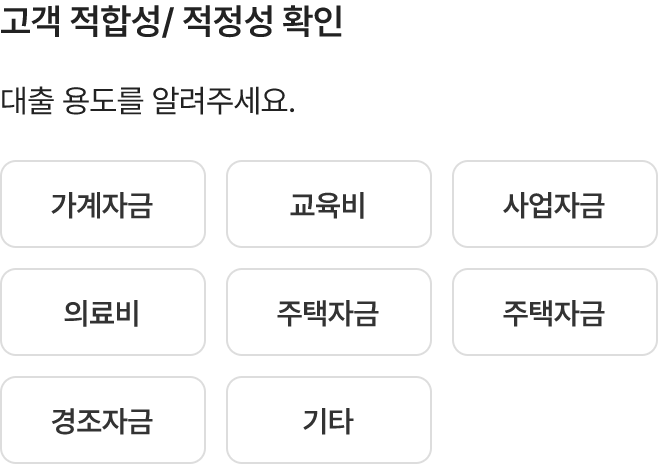 고객 적합성/ 적정성 확인
대출 용도를 알려주세요.
가계자금 교육비 사업자금
의료비 주택자금 주택자금
경조자금 기타